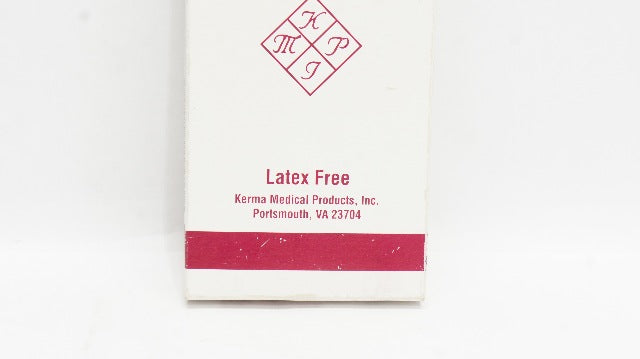 K
M P
I
Latex Free
Kerma Medical Products, Inc.
Portsmouth, VA 23704